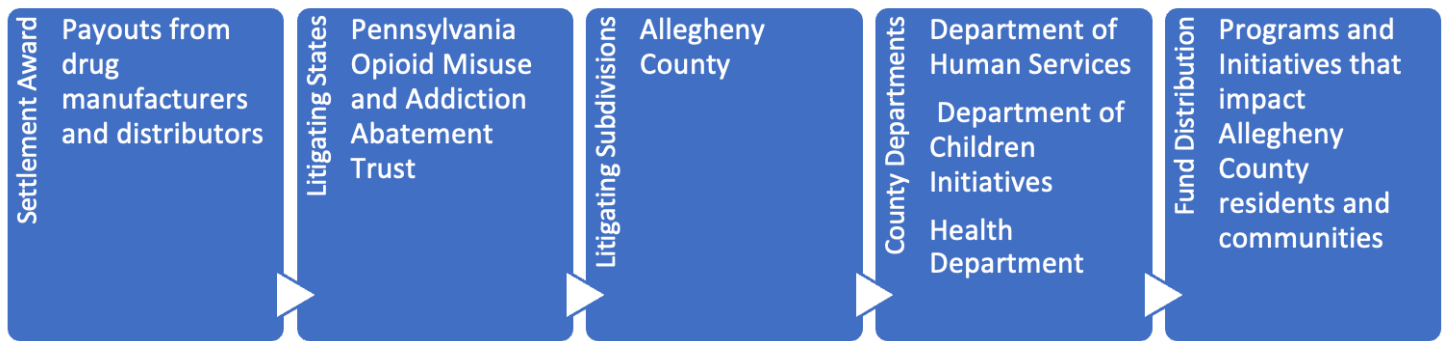 Settlement Award
Payouts from
drug
manufacturers
and distributors
Litigating States
Pennsylvania
Opioid Misuse
and Addiction
Abatement
Trust
Litigating Subdivisions
Allegheny
County
County Departments
Department of
Human Services
Department of
Children
Initiatives
Health
Department
Fund Distribution
Programs and
Initiatives that
impact
Allegheny
County
residents and
communities